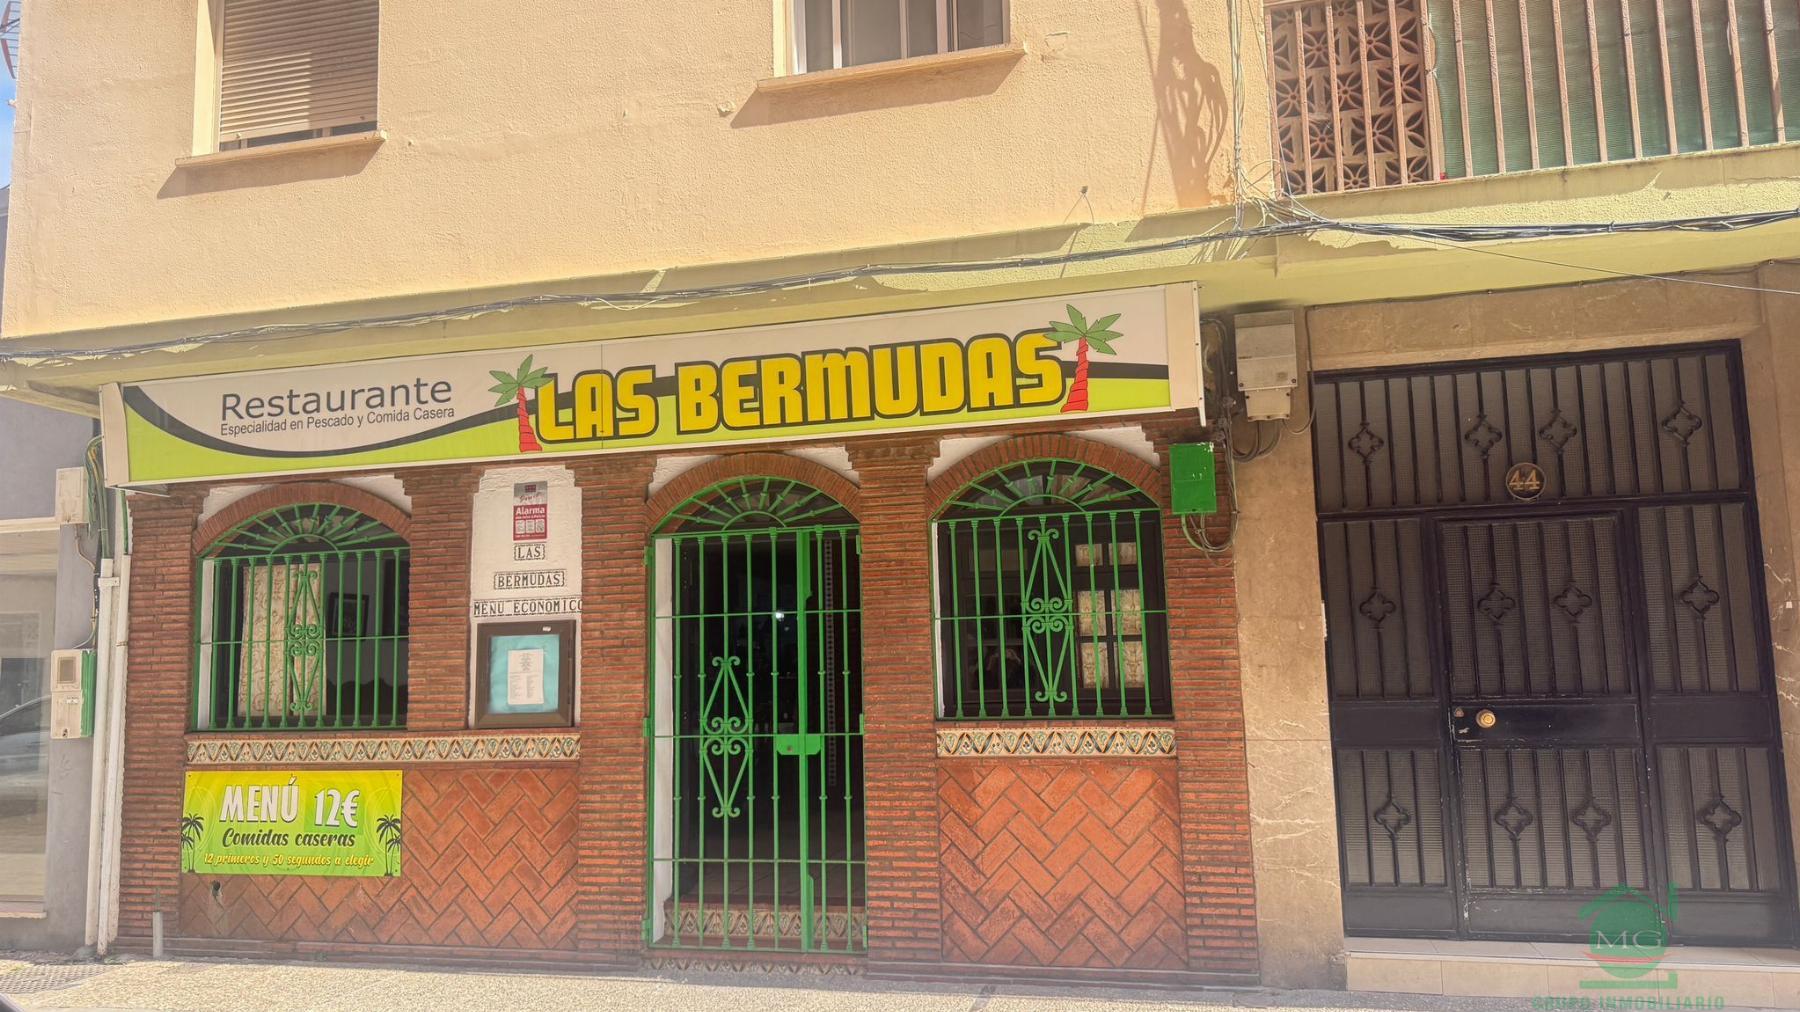 Restaurante
Especialidad en Pescado y Comida Casera
LAS BERMUDAS
Alarma
LAS
BERMUDAS
MENU ECONOMICO
44
MENÚ 12€
Comidas caseras
12 primeros y 50 segundos a elegir
MG
GRUPO INMOBILIARIO